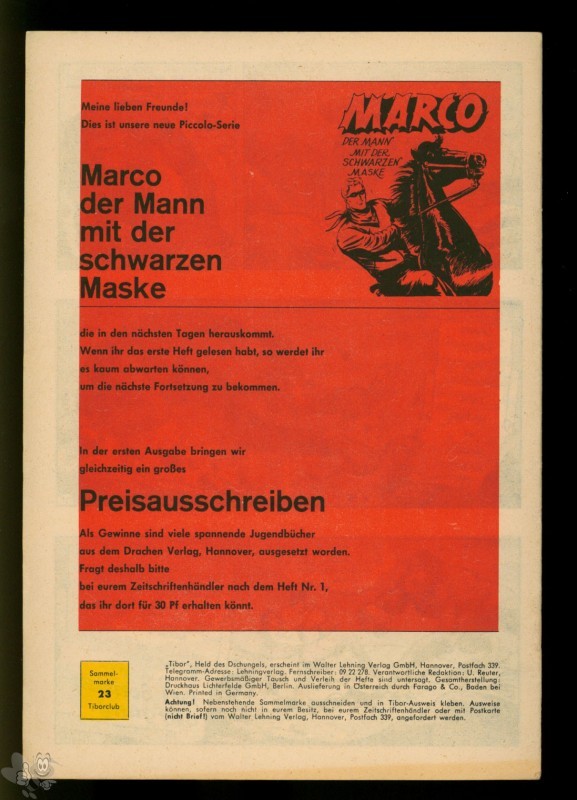 Meine lieben Freunde!
Dies ist unsere neue Piccolo-Serie
MARCO
DER MANN
MIT DER
SCHWARZEN
MASKE
Marco
der Mann
mit der
schwarzen
Maske
die in den nächsten Tagen herauskommt.
Wenn ihr das erste Heft gelesen habt, so werdet ihr
es kaum abwarten können,
um die nächste Fortsetzung zu bekommen.
In der ersten Ausgabe bringen wir
gleichzeitig ein großes
Preisausschreiben
Als Gewinne sind viele spannende Jugendbücher
aus dem Drachen Verlag, Hannover, ausgesetzt worden.
Fragt deshalb bitte
bei eurem Zeitschriftenhändler nach dem Heft Nr. 1,
das ihr dort für 30 Pf erhalten könnt.
Sammel-
marke
23
Tiborclub
„Tibor", Held des Dschungels, erscheint im Walter Lehning Verlag GmbH, Hannover, Postfach 339.
Telegramm-Adresse: Lehningverlag. Fernschreiber: 09 22 278. Verantwortliche Redaktion: U. Reuter,
Hannover. Gewerbsmäßiger Tausch und Verleih der Hefte sind untersagt. Gesamtherstellung:
Druckhaus Lichterfelde GmbH, Berlin. Auslieferung in Österreich durch Farago & Co., Baden bei
Wien. Printed in Germany.
Achtung! Nebenstehende Sammelmarke ausschneiden und in Tibor-Ausweis kleben. Ausweise
können, sofern noch nicht in eurem Besitz, bei eurem Zeitschriftenhändler oder mit Postkarte
(nicht Brief!) vom Walter Lehning Verlag, Hannover, Postfach 339, angefordert werden.